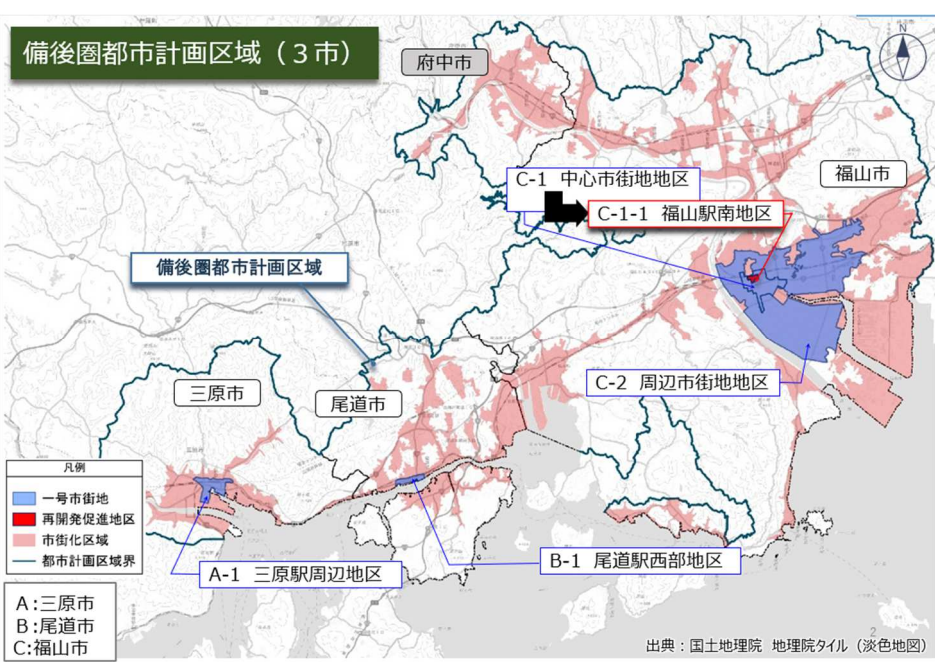 備後圏都市計画区域（３市）
N
府中市
福山市
C-1 中心市街地地区
C-1-1 福山駅南地区
備後圏都市計画区域
C-2 周辺市街地地区
三原市
尾道市
凡例
一号市街地
再開発促進地区
市街化区域
都市計画区域界
A-1 三原駅周辺地区
B-1 尾道駅西部地区
A：三原市
B：尾道市
C：福山市
2
出典：国土地理院 地理院タイル（淡色地図）